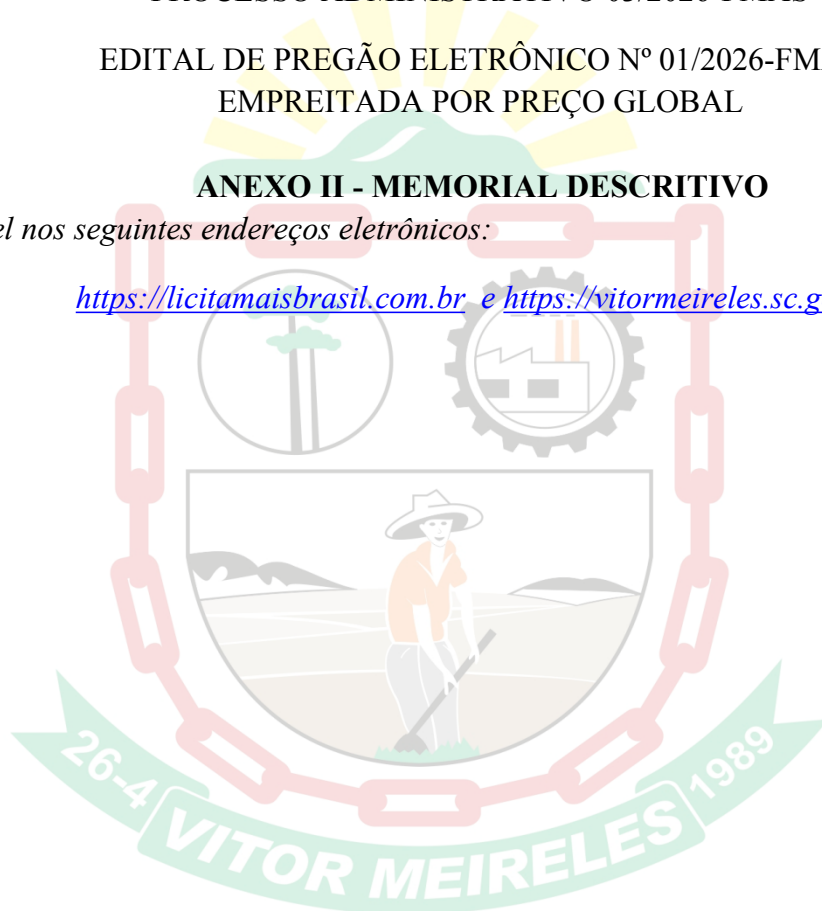 EDITAL DE PREGÃO ELETRÔNICO Nº 01/2026-FM
EMPREITADA POR PREÇO GLOBAL
ANEXO II - MEMORIAL DESCRITIVO
nos seguintes endereços eletrônicos:
https://licitamaisbrasil.com.br e https://vitormeireles.sc.g
26-4 VITOR MEIRELES 1989